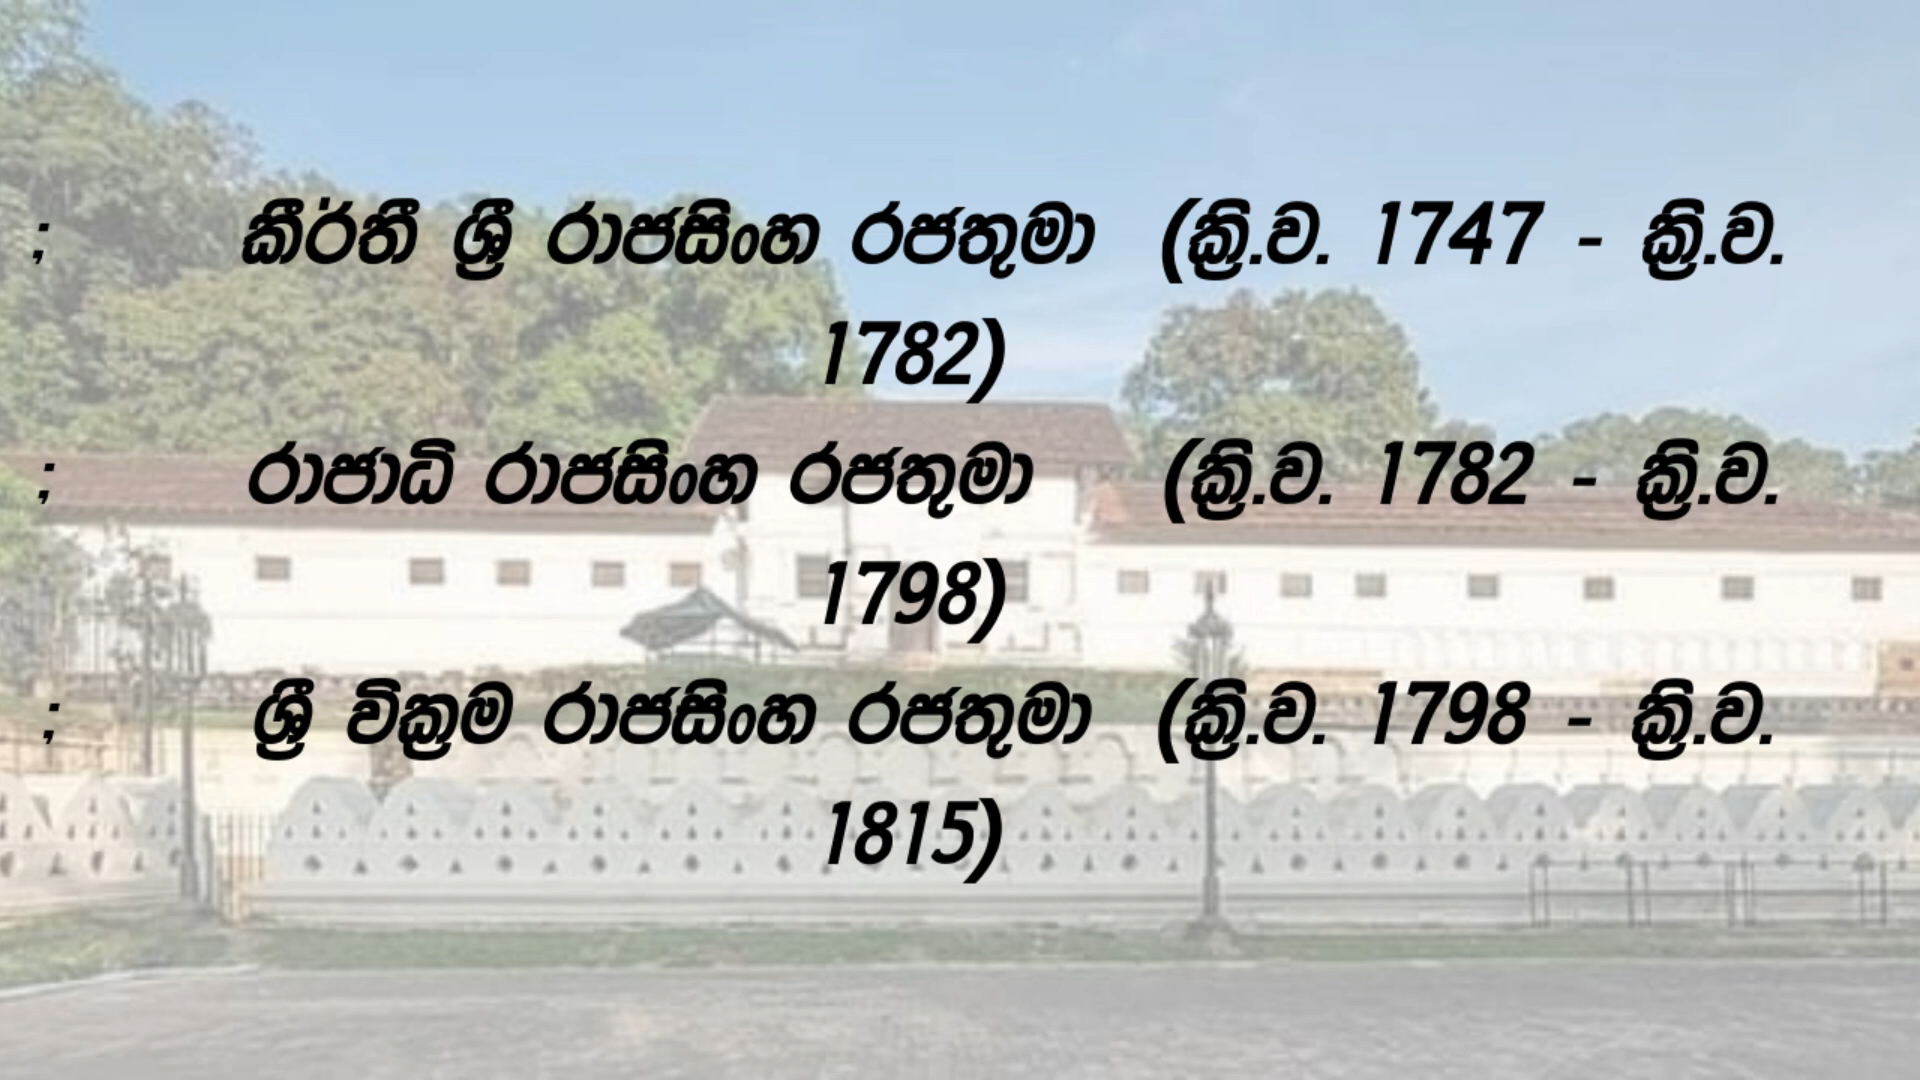 ; කීර්තී ශ්‍රී රාජසිංහ රජතුමා (ක්‍රි.ව. 1747 - ක්‍රි.ව.
1782)
; රාජාධි රාජසිංහ රජතුමා (ක්‍රි.ව. 1782 - ක්‍රි.ව.
1798)
; ශ්‍රී වික්‍රම රාජසිංහ රජතුමා (ක්‍රි.ව. 1798 - ක්‍රි.ව.
1815)